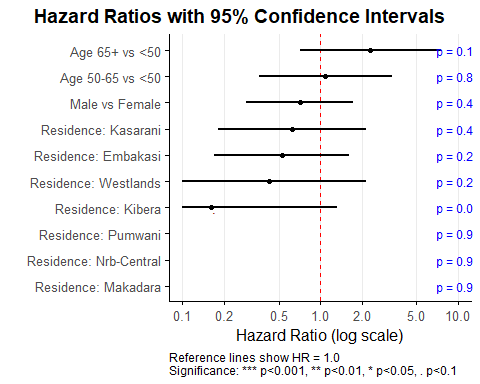 Hazard Ratios with 95% Confidence Intervals
Age 65+ vs <50 p = 0.1
Age 50-65 vs <50 p = 0.8
Male vs Female p = 0.4
Residence: Kasarani p = 0.4
Residence: Embakasi p = 0.2
Residence: Westlands p = 0.2
Residence: Kibera p = 0.0
.
Residence: Pumwani p = 0.9
Residence: Nrb-Central p = 0.9
Residence: Makadara p = 0.9
0.1 0.2 0.5 1.0 2.0 5.0 10.0
Hazard Ratio (log scale)
Reference lines show HR = 1.0
Significance: *** p<0.001, ** p<0.01, * p<0.05, . p<0.1